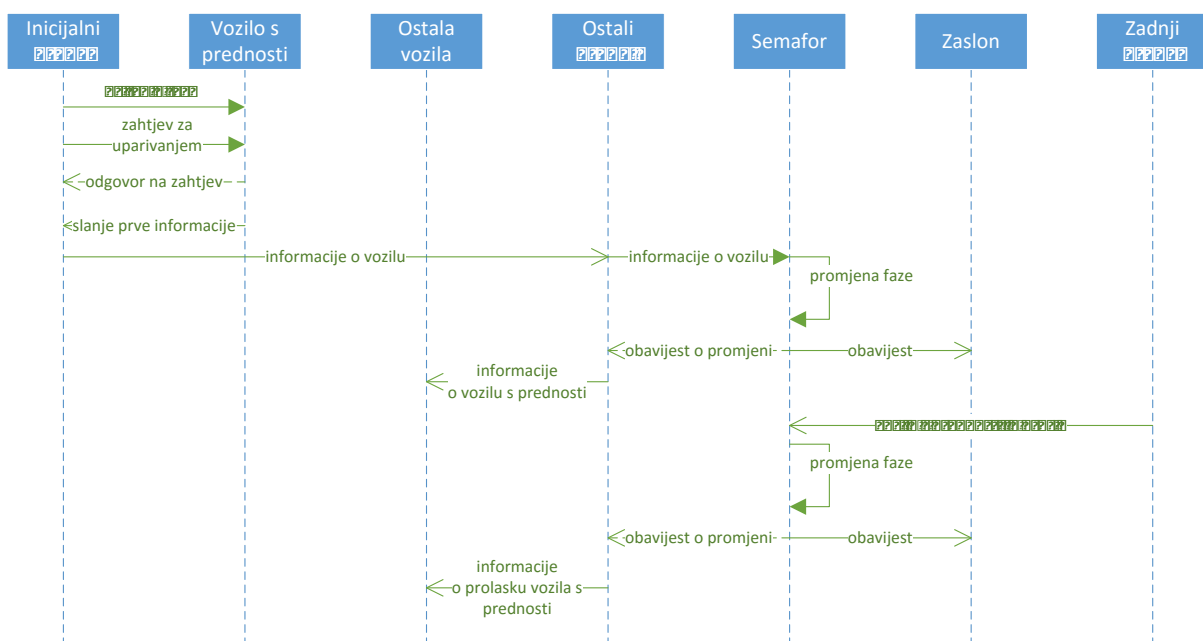 Inicijalni
Vozilo s
prednosti
Ostala
vozila
Ostali
Semafor
Zaslon
Zadnji
zahtjev za
uparivanjem
odgovor na zahtjev
slanje prve informacije
informacije o vozilu
informacije o vozilu
promjena faze
obavijest o promjeni
obavijest
informacije
o vozilu s prednosti
promjena faze
obavijest o promjeni
obavijest
informacije
o prolasku vozila s
prednosti